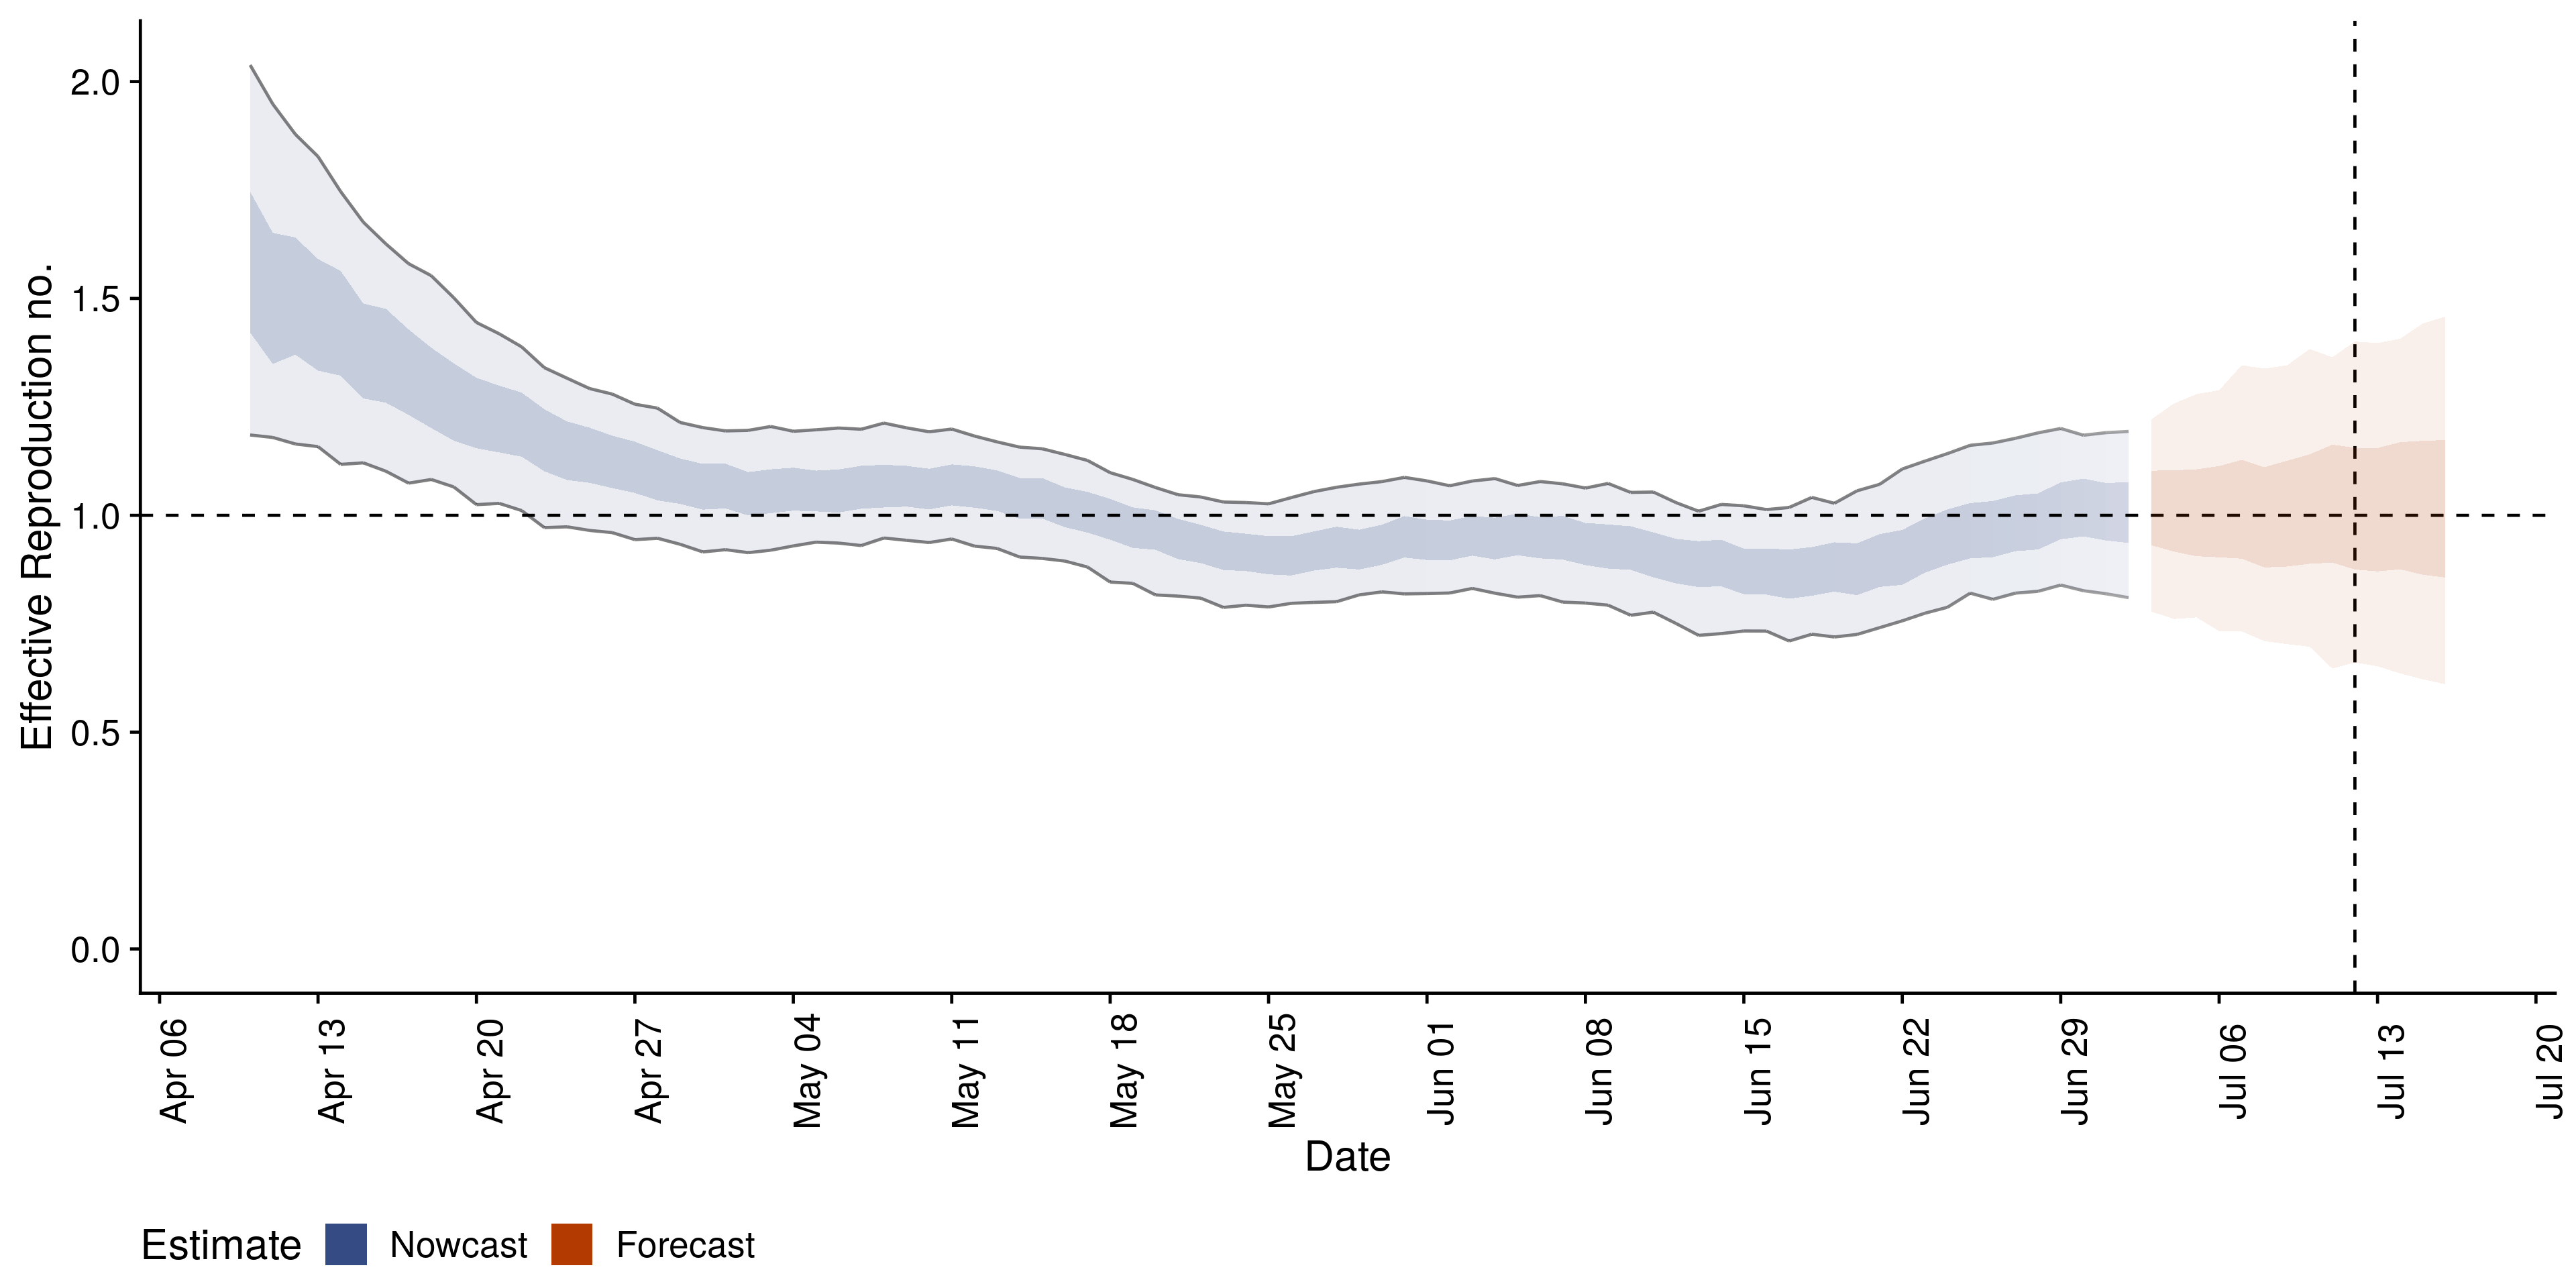 Effective Reproduction no.
2.0
1.5
1.0
0.5
0.0
Apr 06
Apr 13
Apr 20
Apr 27
May 04
May 11
May 18
May 25
Jun 01
Jun 08
Jun 15
Jun 22
Jun 29
Jul 06
Jul 13
Jul 20
Date
Estimate Nowcast Forecast